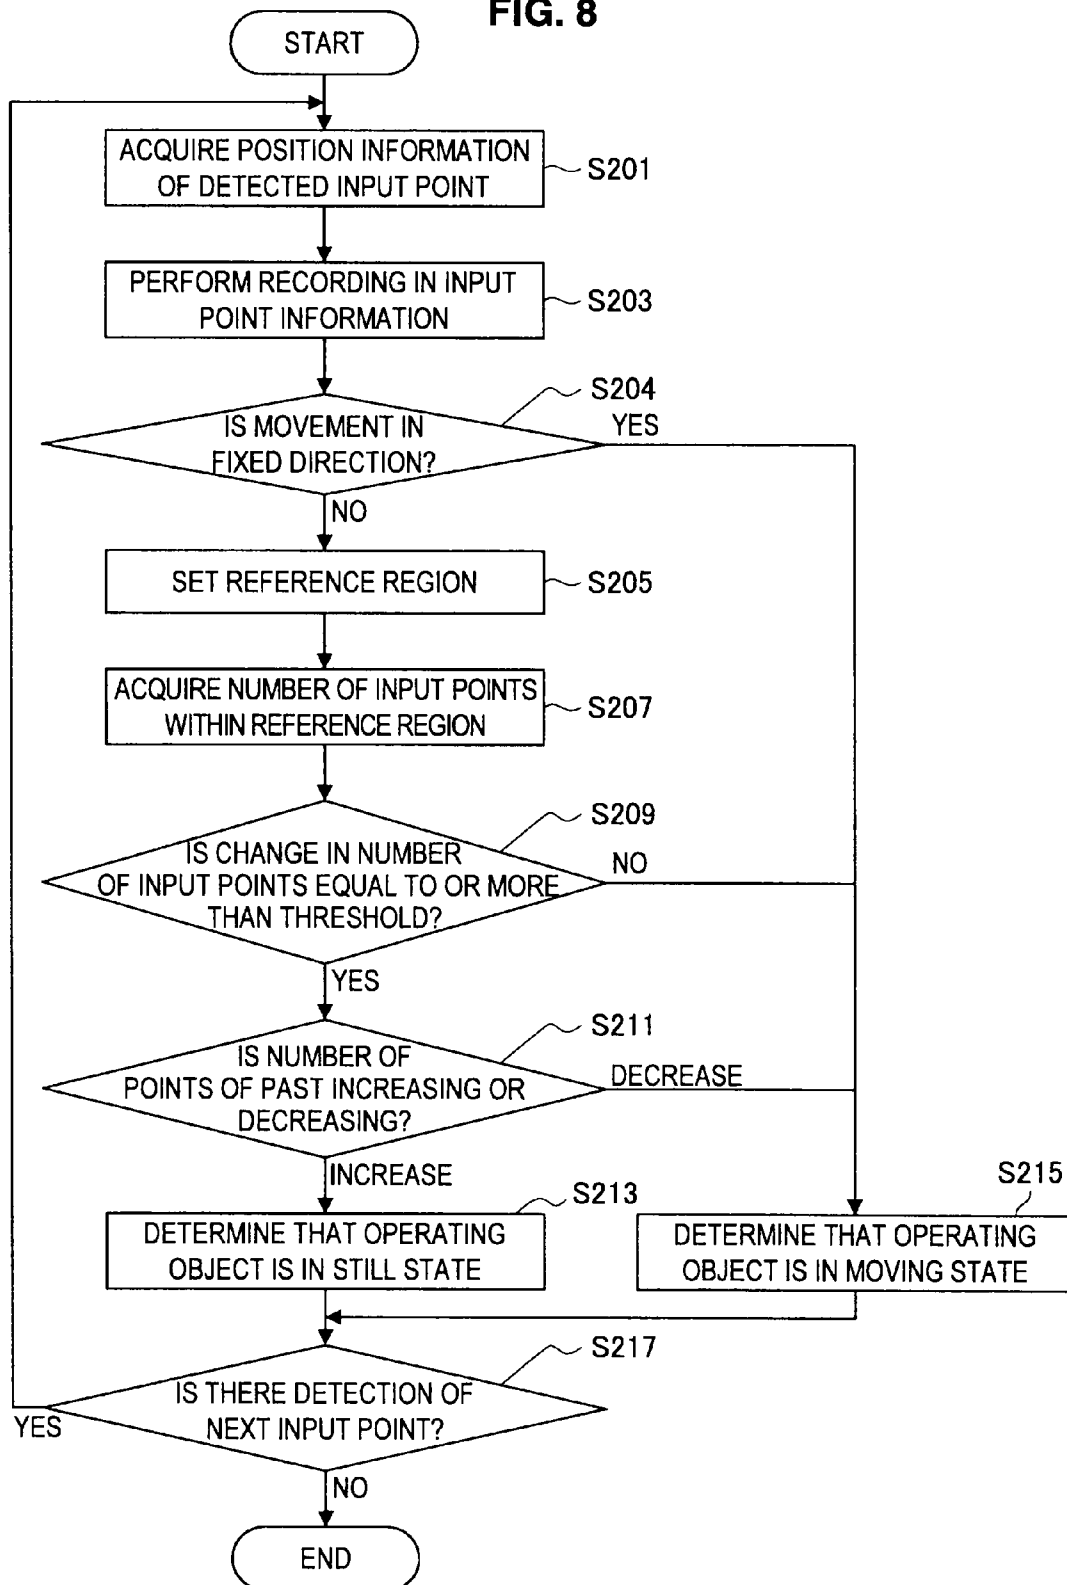 FIG. 8
START
ACQUIRE POSITION INFORMATION
OF DETECTED INPUT POINT
S201
PERFORM RECORDING IN INPUT
POINT INFORMATION
S203
S204
IS MOVEMENT IN
FIXED DIRECTION?
YES
NO
SET REFERENCE REGION
S205
ACQUIRE NUMBER OF INPUT POINTS
WITHIN REFERENCE REGION
S207
S209
IS CHANGE IN NUMBER
OF INPUT POINTS EQUAL TO OR MORE
THAN THRESHOLD?
NO
YES
S211
IS NUMBER OF
POINTS OF PAST INCREASING OR
DECREASING?
DECREASE
INCREASE
S213
DETERMINE THAT OPERATING
OBJECT IS IN STILL STATE
S215
DETERMINE THAT OPERATING
OBJECT IS IN MOVING STATE
S217
IS THERE DETECTION OF
NEXT INPUT POINT?
YES
NO
END